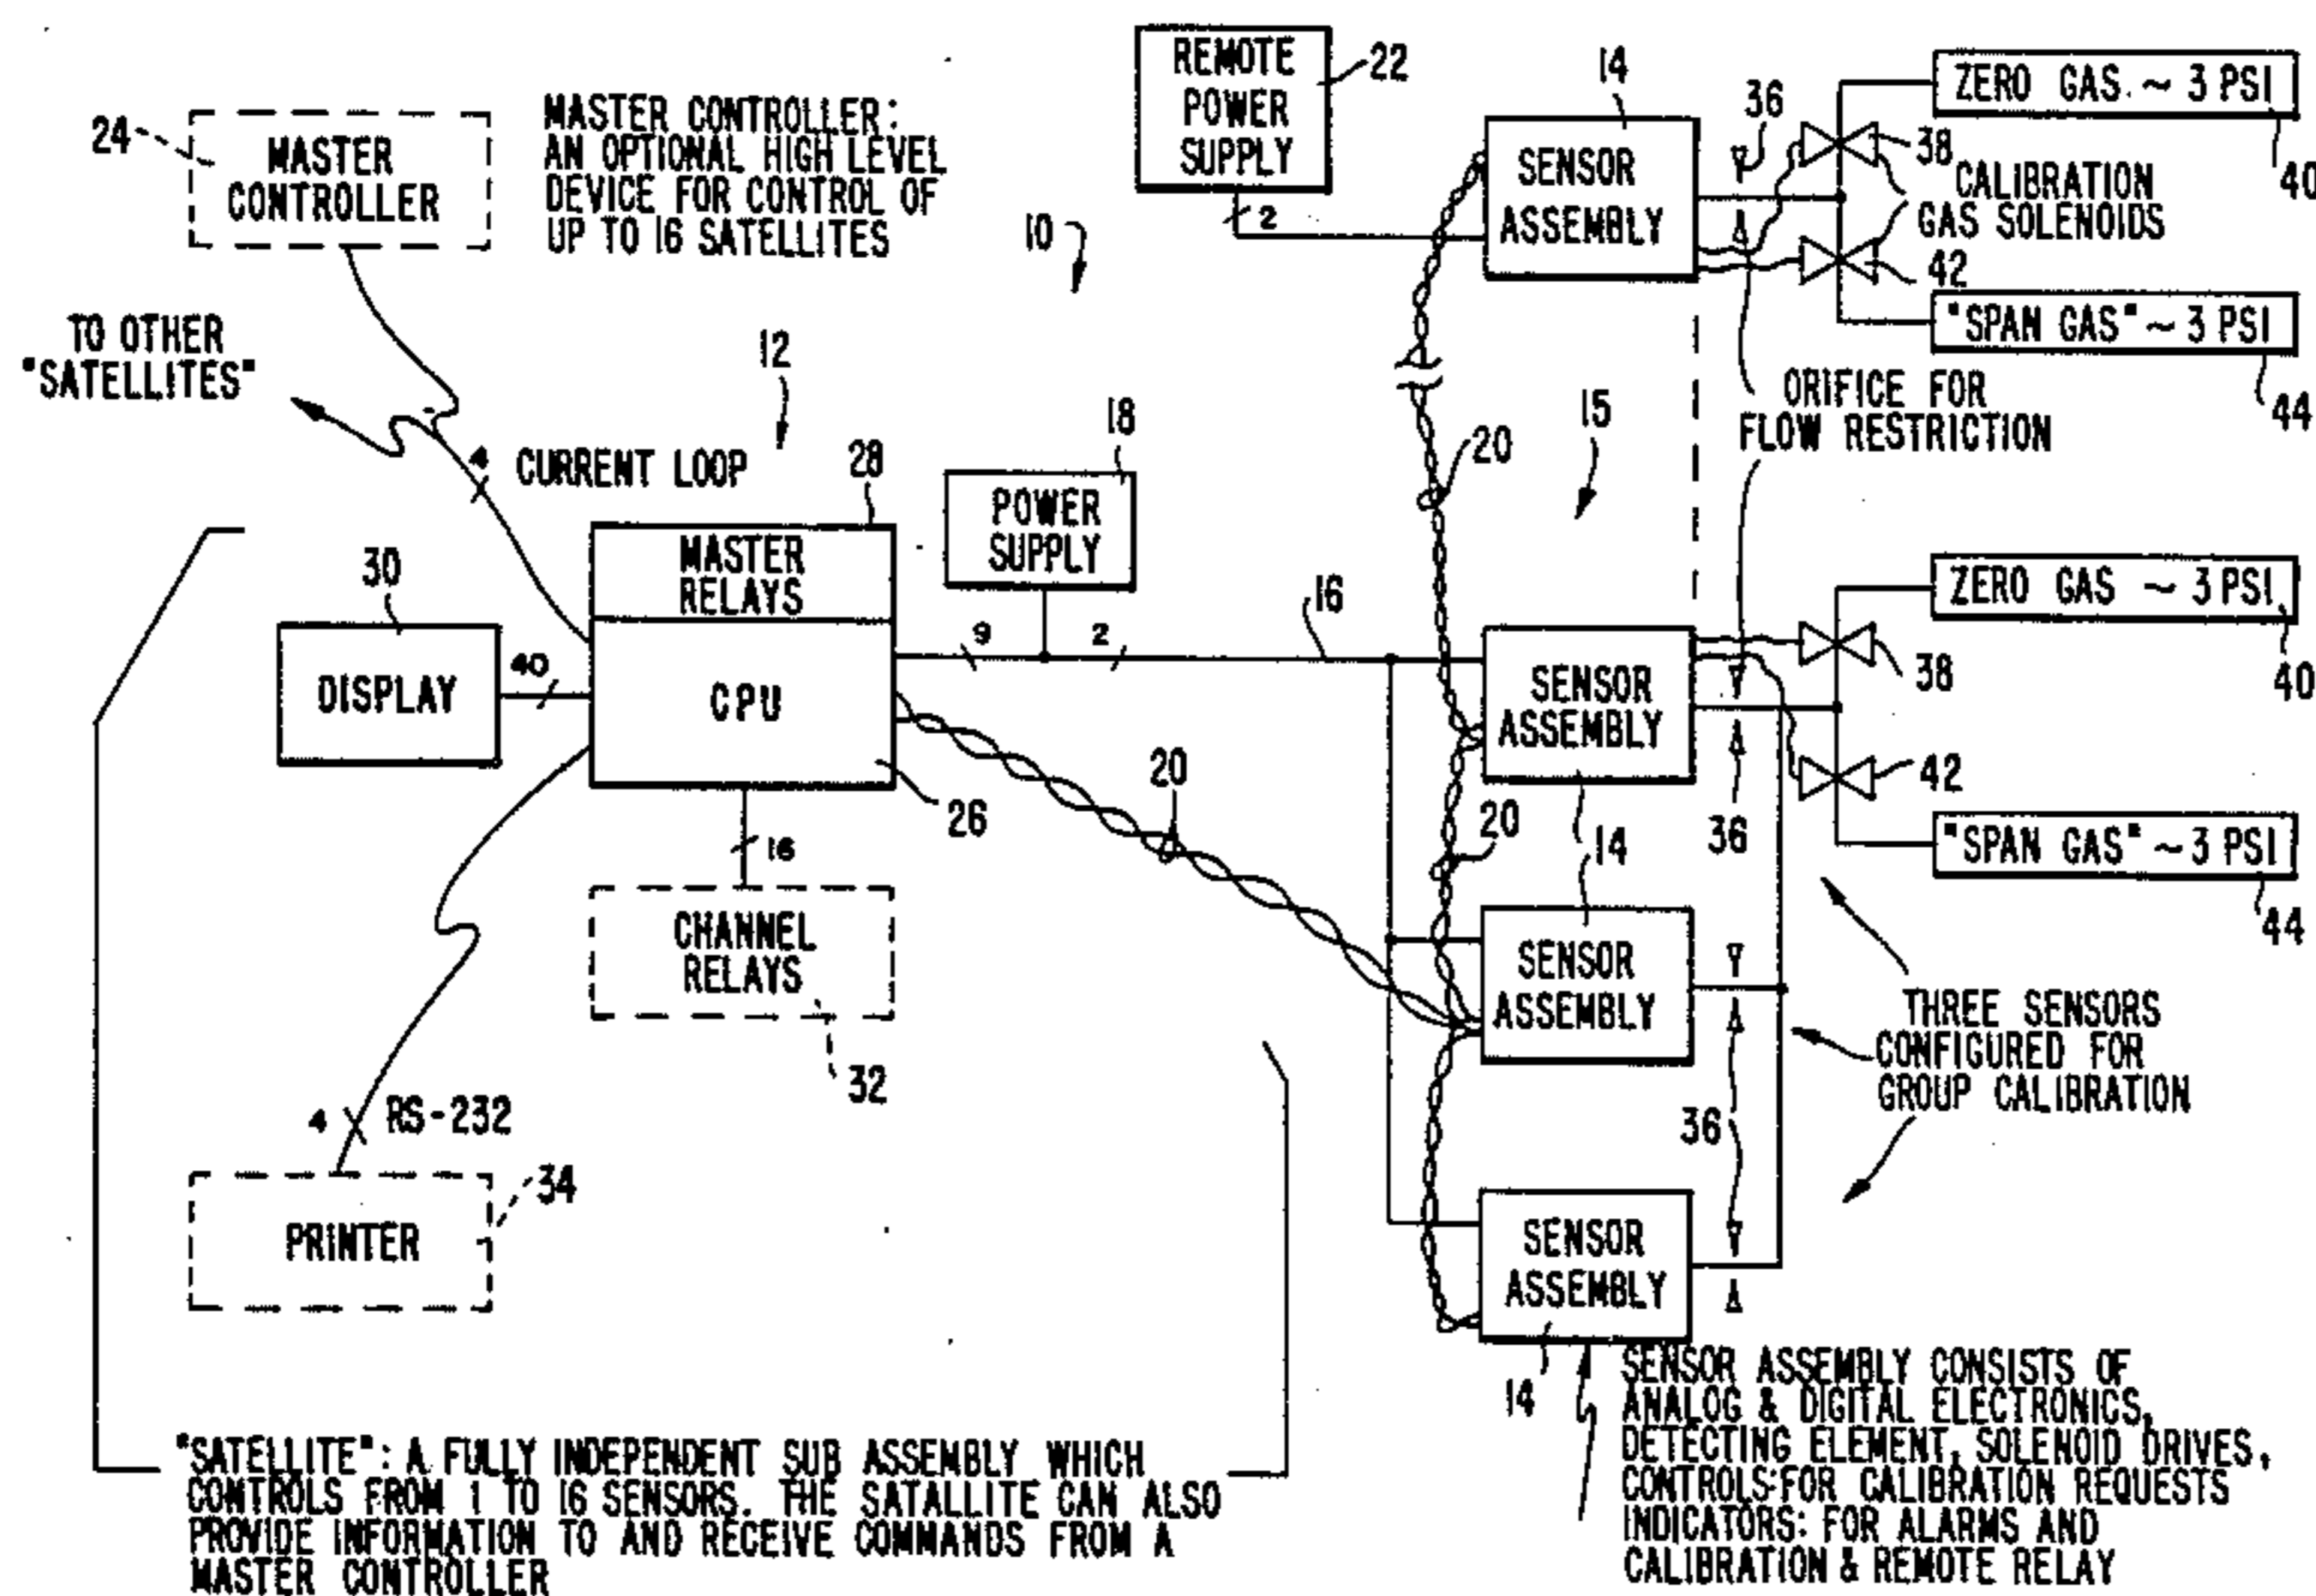 REMOTE
POWER
SUPPLY
22
14
36
ZERO GAS ~ 3 PSI
40
24
MASTER
CONTROLLER
MASTER CONTROLLER:
AN OPTIONAL HIGH LEVEL
DEVICE FOR CONTROL OF
UP TO 16 SATELLITES
10
2
SENSOR
ASSEMBLY
38
CALIBRATION
GAS SOLENOIDS
42
"SPAN GAS" ~ 3 PSI
44
TO OTHER
"SATELLITES"
12
18
15
ORIFICE FOR
FLOW RESTRICTION
4
CURRENT LOOP
28
20
POWER
SUPPLY
MASTER
RELAYS
30
DISPLAY
40
CPU
26
9
2
16
SENSOR
ASSEMBLY
14
ZERO GAS ~ 3 PSI
40
38
42
36
"SPAN GAS" ~ 3 PSI
44
20
20
16
CHANNEL
RELAYS
32
14
SENSOR
ASSEMBLY
THREE SENSORS
CONFIGURED FOR
GROUP CALIBRATION
36
4
RS-232
PRINTER
34
SENSOR
ASSEMBLY
14
"SATELLITE": A FULLY INDEPENDENT SUB ASSEMBLY WHICH
CONTROLS FROM 1 TO 16 SENSORS. THE SATALLITE CAN ALSO
PROVIDE INFORMATION TO AND RECEIVE COMMANDS FROM A
MASTER CONTROLLER
SENSOR ASSEMBLY CONSISTS OF
ANALOG & DIGITAL ELECTRONICS,
DETECTING ELEMENT, SOLENOID DRIVES,
CONTROLS:FOR CALIBRATION REQUESTS
INDICATORS: FOR ALARMS AND
CALIBRATION & REMOTE RELAY